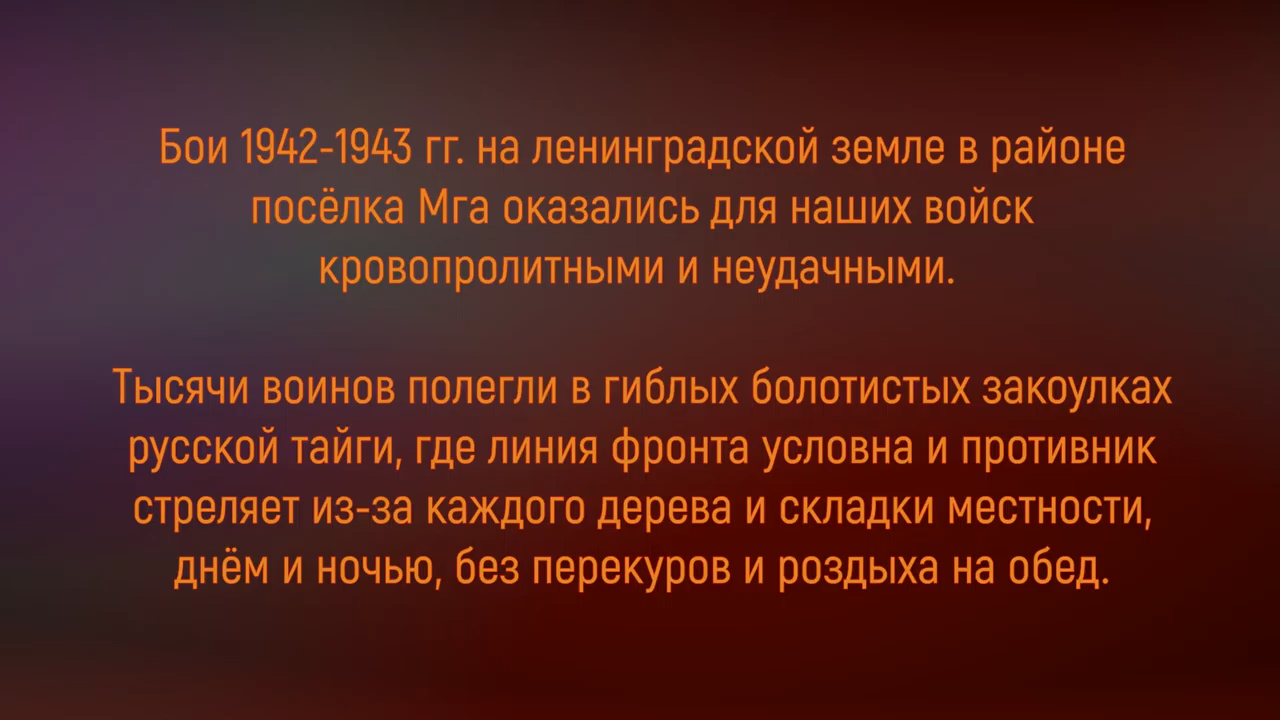 Бои 1942-1943 гг. на ленинградской земле в районе
посёлка Мга оказались для наших войск
кровопролитными и неудачными.
Тысячи воинов полегли в гиблых болотистых закоулках
русской тайги, где линия фронта условна и противник
стреляет из-за каждого дерева и складки местности,
днём и ночью, без перекуров и роздыха на обед.